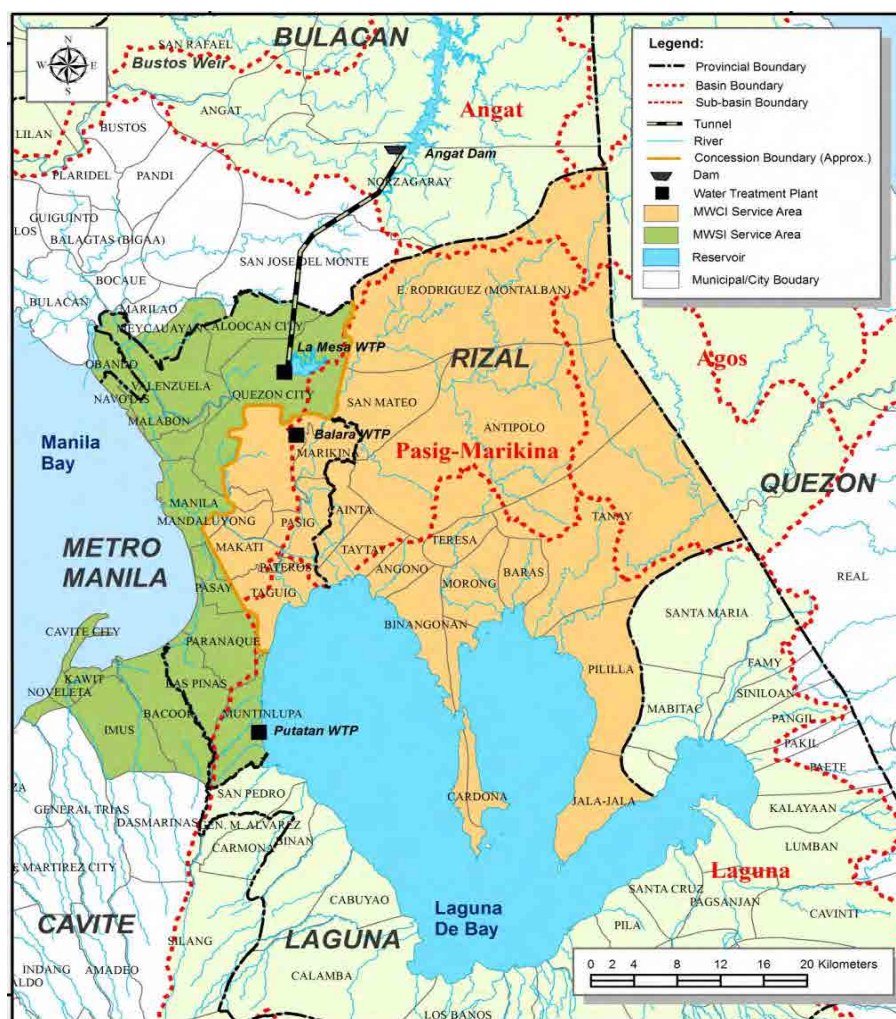 N
W E
S
SAN RAFAEL
BULACAN
Bustos Weir
ANGAT
Angat
LILAN
BUSTOS
Angat Dam
PLARIDEL
PANDI
NORZAGARAY
GUIGUINTO
LOS
BALAGTAS (BIGAA)
SAN JOSE DEL MONTE
BOCAUE
BULACAN
MARILAO
E. RODRIGUEZ (MONTALBAN)
MEYCAUAYAN
CALOOCAN CITY
La Mesa WTP
OBANDO
RIZAL
Agos
VALENZUELA
NAVOTAS
QUEZON CITY
SAN MATEO
MALABON
ANTIPOLO
Manila
Bay
Balara WTP
MARIKINA
Pasig-Marikina
QUEZON
MANILA
MANDALUYONG
PASIG
CAINTA
TANAY
METRO
MANILA
MAKATI
TAYTAY
TERESA
PATEROS
ANGONO
MORONG
BARAS
REAL
PASAY
TAGUIG
SANTA MARIA
BINANGONAN
CAVITE CITY
PARANAQUE
PILILLA
FAMY
KAWIT
NOVELETA
LAS PINAS
SINILOAN
BACOOR
MUNTINLUPA
MABITAC
PANGIL
IMUS
Putatan WTP
PAKIL
PAETE
SAN PEDRO
CARDONA
JALA-JALA
KALAYAAN
GENERAL TRIAS
DASMARINAS
GEN. M. ALVAREZ
BINAN
CARMONA
LUMBAN
E MARTIREZ CITY
Laguna
SANTA CRUZ
CABUYAO
Laguna
De Bay
PAGSANJAN
CAVINTI
CAVITE
SILANG
LAGUNA
PILA
INDANG
AMADEO
ALDO
CALAMBA
LOS BANOS
Legend:
Provincial Boundary
Basin Boundary
Sub-basin Boundary
Tunnel
River
Concession Boundary (Approx.)
Dam
Water Treatment Plant
MWCI Service Area
MWSI Service Area
Reservoir
Municipal/City Boudary
0 2 4 8 12 16 20 Kilometers